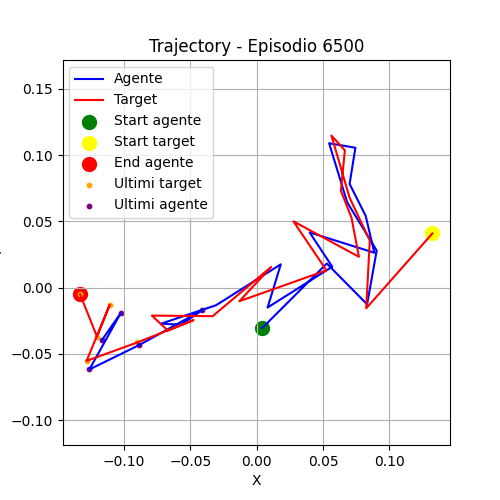 Trajectory - Episodio 6500
Agente
Target
Start agente
Start target
End agente
Ultimi target
Ultimi agente
0.15
0.10
0.05
0.00
−0.05
−0.10
−0.10
−0.05
0.00
0.05
0.10
X